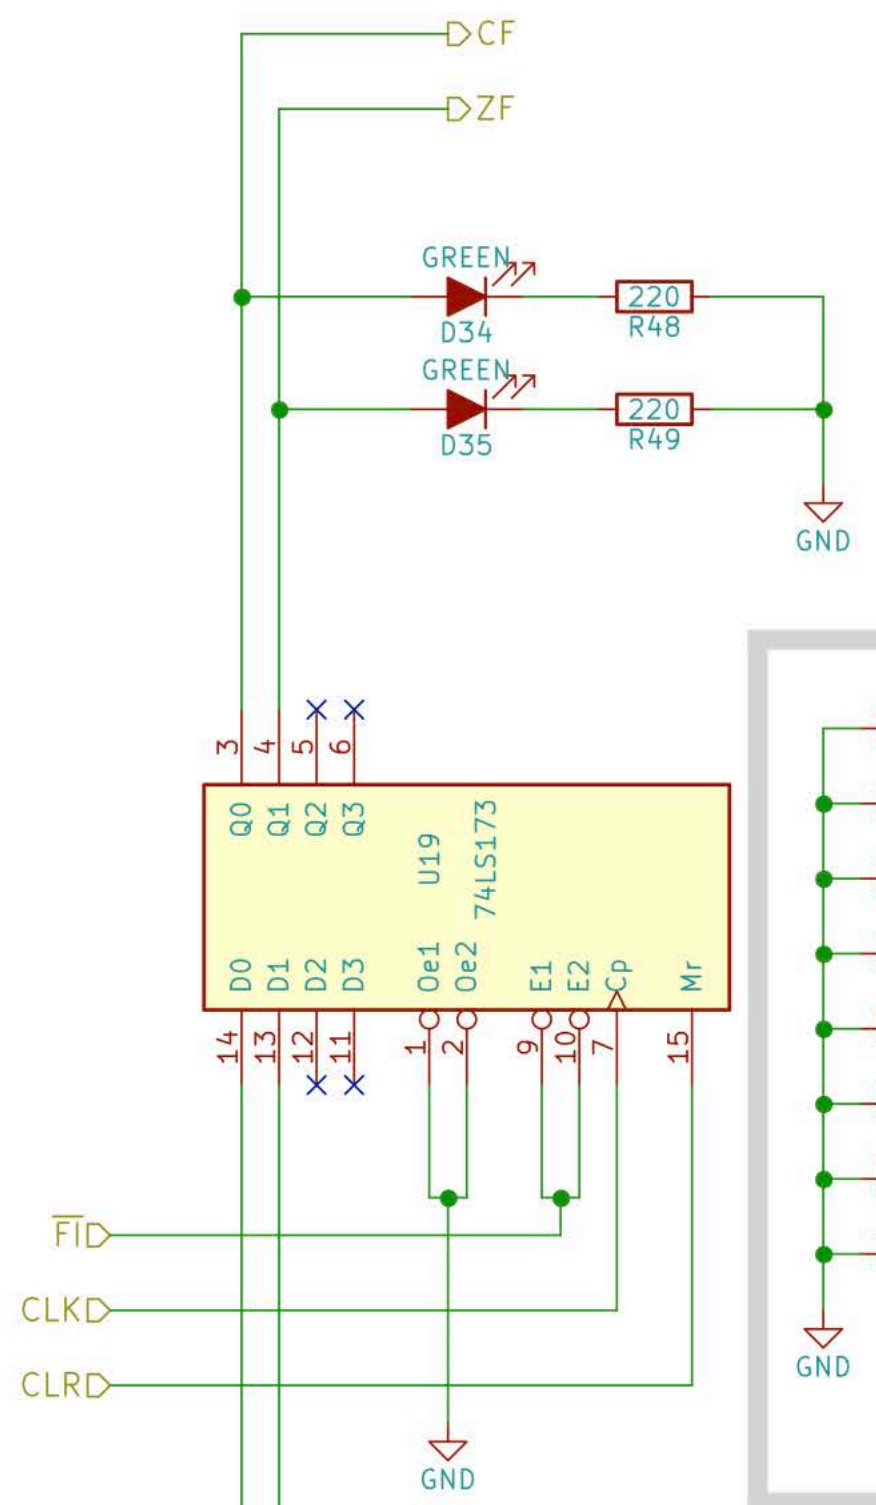 CF
ZF
GREEN
D34
220
R48
GREEN
D35
220
R49
GND
3
4
5
6
Q0
Q1
Q2
Q3
U19
74LS173
D0
D1
D2
D3
Oe1
Oe2
E1
E2
Cp
Mr
14
13
12
11
1
2
9
10
7
15
F̅I̅
CLK
CLR
GND
GND